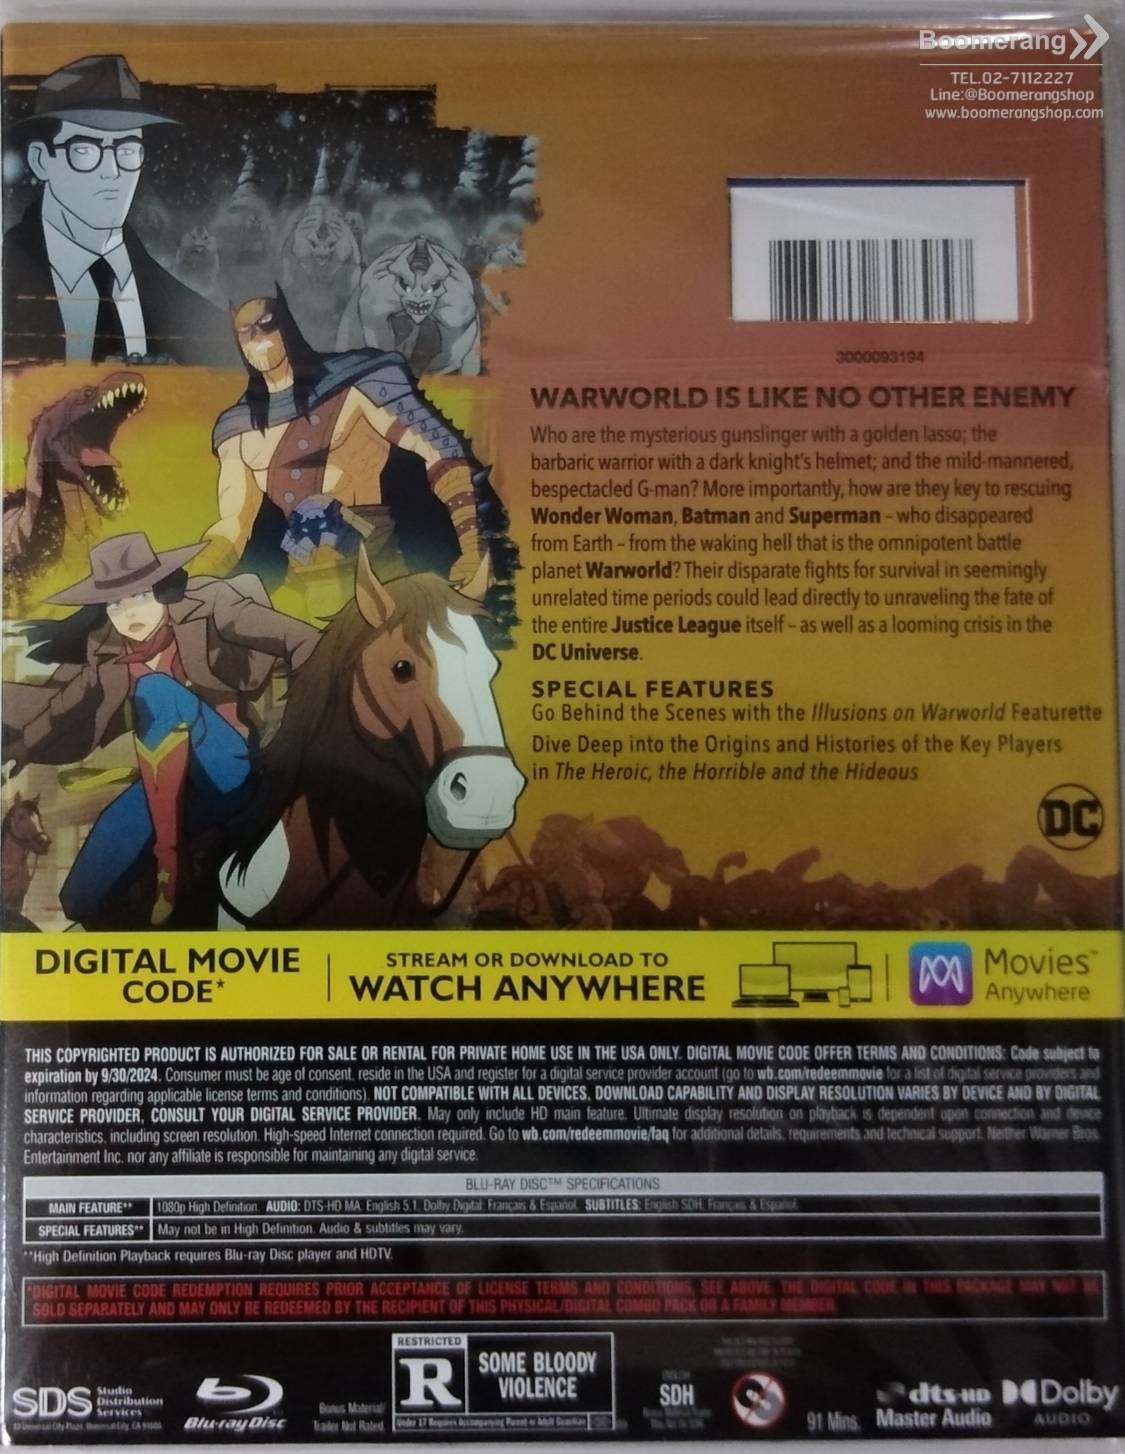 Boomerang
TEL.02-7112227
Line:@Boomerangshop
www.boomerangshop.com
3000093194
WARWORLD IS LIKE NO OTHER ENEMY
Who are the mysterious gunslinger with a golden lasso; the
barbaric warrior with a dark knight's helmet; and the mild-mannered,
bespectacled G-man? More importantly, how are they key to rescuing
Wonder Woman, Batman and Superman – who disappeared
from Earth – from the waking hell that is the omnipotent battle
planet Warworld? Their disparate fights for survival in seemingly
unrelated time periods could lead directly to unraveling the fate of
the entire Justice League itself – as well as a looming crisis in the
DC Universe.
SPECIAL FEATURES
Go Behind the Scenes with the Illusions on Warworld Featurette
Dive Deep into the Origins and Histories of the Key Players
in The Heroic, the Horrible and the Hideous
DC
DIGITAL MOVIE
CODE*
STREAM OR DOWNLOAD TO
WATCH ANYWHERE
Movies™
Anywhere
THIS COPYRIGHTED PRODUCT IS AUTHORIZED FOR SALE OR RENTAL FOR PRIVATE HOME USE IN THE USA ONLY. DIGITAL MOVIE CODE OFFER TERMS AND CONDITIONS: Code subject to
expiration by 9/30/2024. Consumer must be age of consent, reside in the USA and register for a digital service provider account (go to wb.com/redeemmovie for a list of digital service providers and
information regarding applicable license terms and conditions). NOT COMPATIBLE WITH ALL DEVICES, DOWNLOAD CAPABILITY AND DISPLAY RESOLUTION VARIES BY DEVICE AND BY DIGITAL
SERVICE PROVIDER, CONSULT YOUR DIGITAL SERVICE PROVIDER. May only include HD main feature. Ultimate display resolution on playback is dependent upon connection and device
characteristics, including screen resolution. High-speed Internet connection required. Go to wb.com/redeemmovie/faq for additional details, requirements and technical support. Neither Warner Bros.
Entertainment Inc. nor any affiliate is responsible for maintaining any digital service.
BLU-RAY DISC™ SPECIFICATIONS
MAIN FEATURE** 1080p High Definition. AUDIO: DTS-HD MA: English 5.1. Dolby Digital: Français & Español. SUBTITLES: English SDH, Français & Español.
SPECIAL FEATURES** May not be in High Definition. Audio & subtitles may vary.
**High Definition Playback requires Blu-ray Disc player and HDTV.
*DIGITAL MOVIE CODE REDEMPTION REQUIRES PRIOR ACCEPTANCE OF LICENSE TERMS AND CONDITIONS, SEE ABOVE. THE DIGITAL CODE IN THIS PACKAGE MAY NOT BE
SOLD SEPARATELY AND MAY ONLY BE REDEEMED BY THE RECIPIENT OF THIS PHYSICAL/DIGITAL COMBO PACK OR A FAMILY MEMBER.
SDS Studio
Distribution
Services
Blu-ray Disc
Bonus Material/
Trailer Not Rated.
RESTRICTED
R
SOME BLOODY
VIOLENCE
Under 17 Requires Accompanying Parent or Adult Guardian
SDH
91 Mins.
dts-HD
Master Audio
Dolby
AUDIO